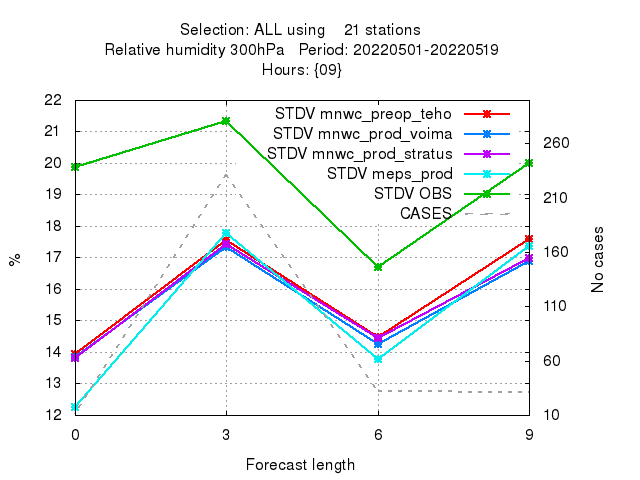 Selection: ALL using 21 stations
Relative humidity 300hPa Period: 20220501-20220519
Hours: {09}
STDV mnwc_preop_teho
STDV mnwc_prod_voima
STDV mnwc_prod_stratus
STDV meps_prod
STDV OBS
CASES
22
21
20
19
18
17
16
15
14
13
12
%
260
210
160
110
60
10
No cases
0 3 6 9
Forecast length